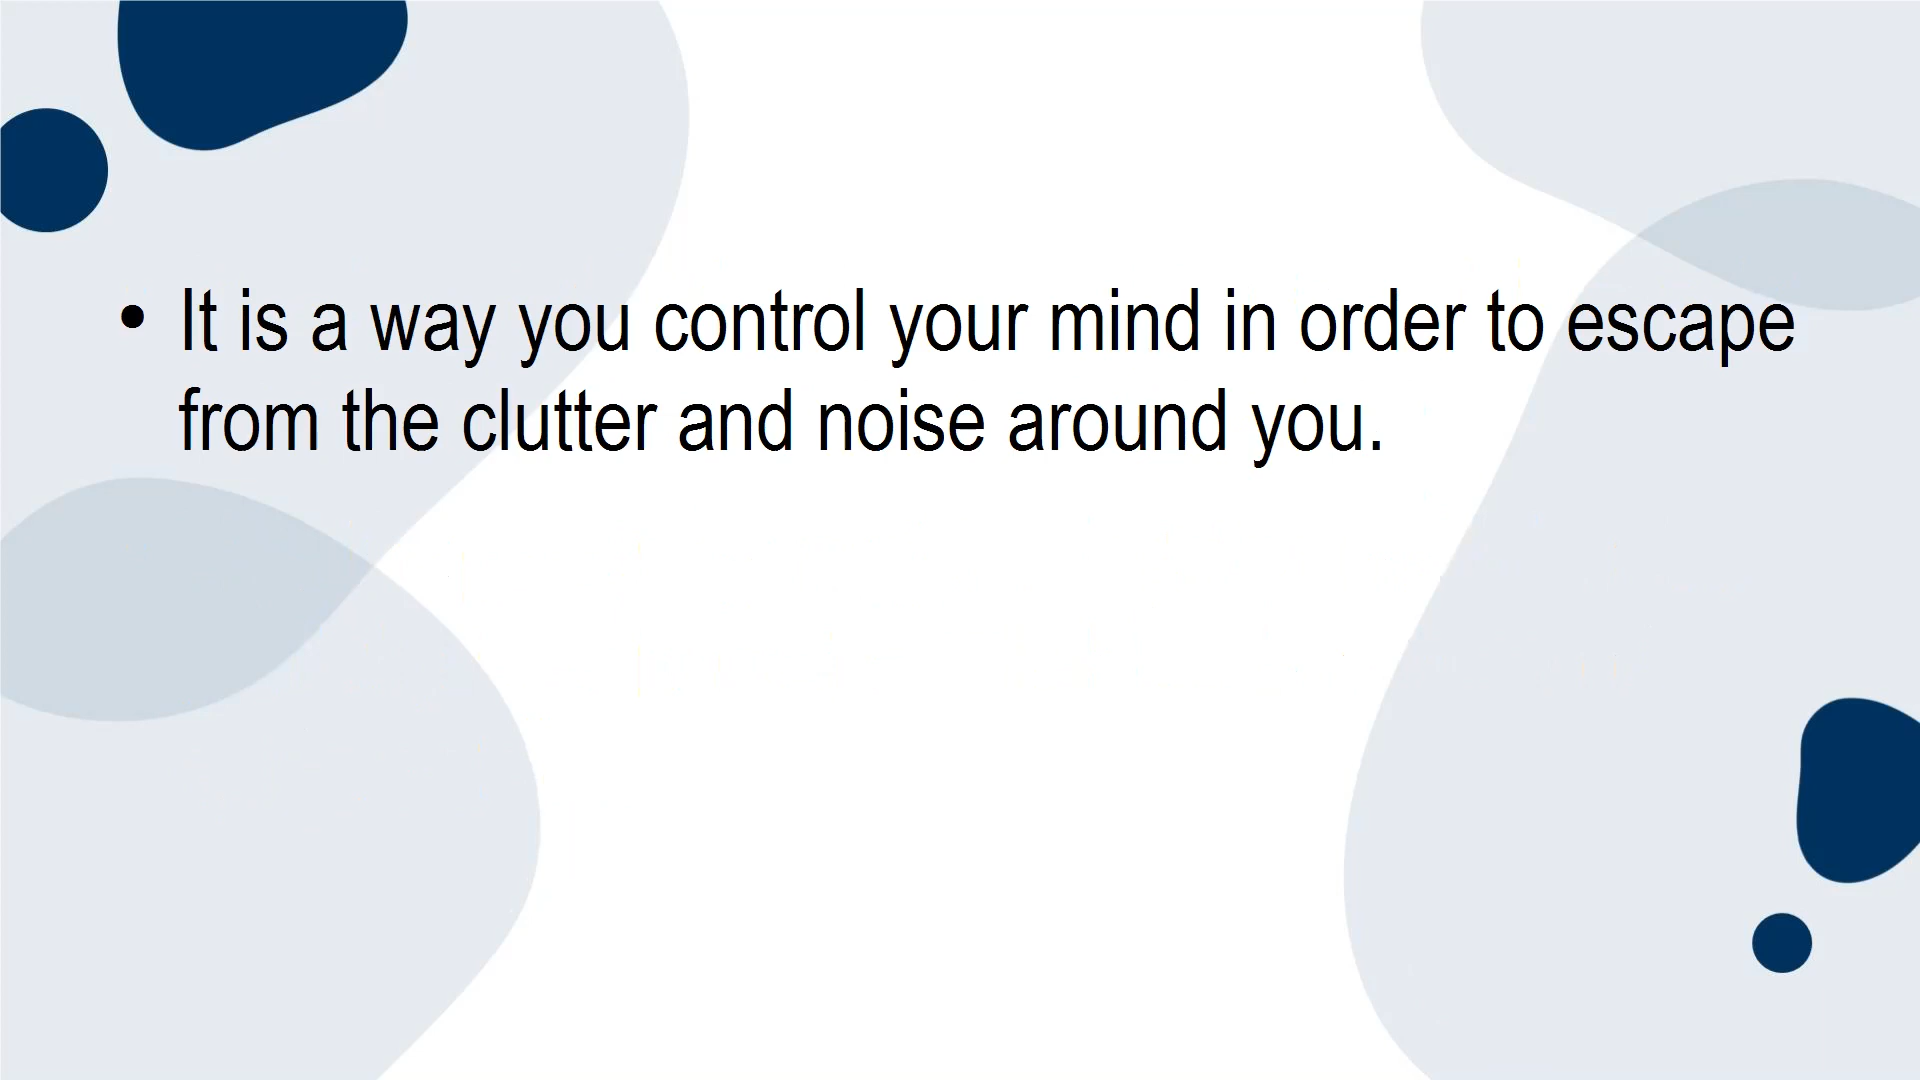 • It is a way you control your mind in order to escape
from the clutter and noise around you.